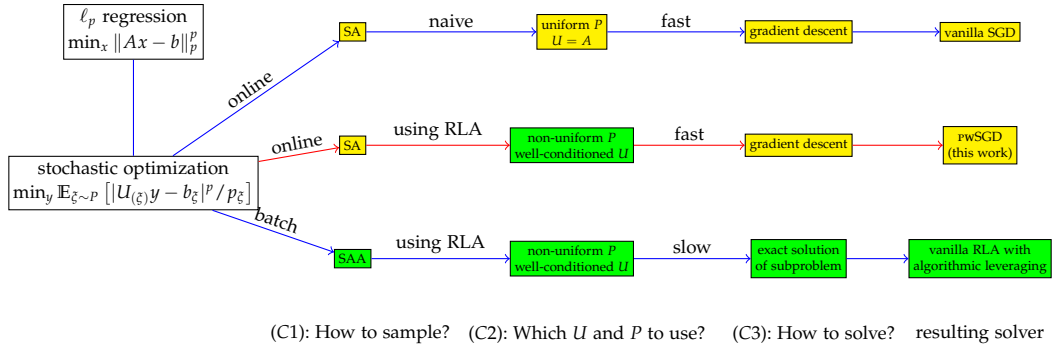 ℓ_p regression
min_x ‖Ax − b‖_p^p
stochastic optimization
min_y 𝔼_{ξ∼P} [|U_{(ξ)}y − b_ξ|^p/p_ξ]
online
SA
naive
uniform P
U = A
fast
gradient descent
vanilla SGD
online
SA
using RLA
non-uniform P
well-conditioned U
fast
gradient descent
PWSGD
(this work)
batch
SAA
using RLA
non-uniform P
well-conditioned U
slow
exact solution
of subproblem
vanilla RLA with
algorithmic leveraging
(C1): How to sample?
(C2): Which U and P to use?
(C3): How to solve?
resulting solver